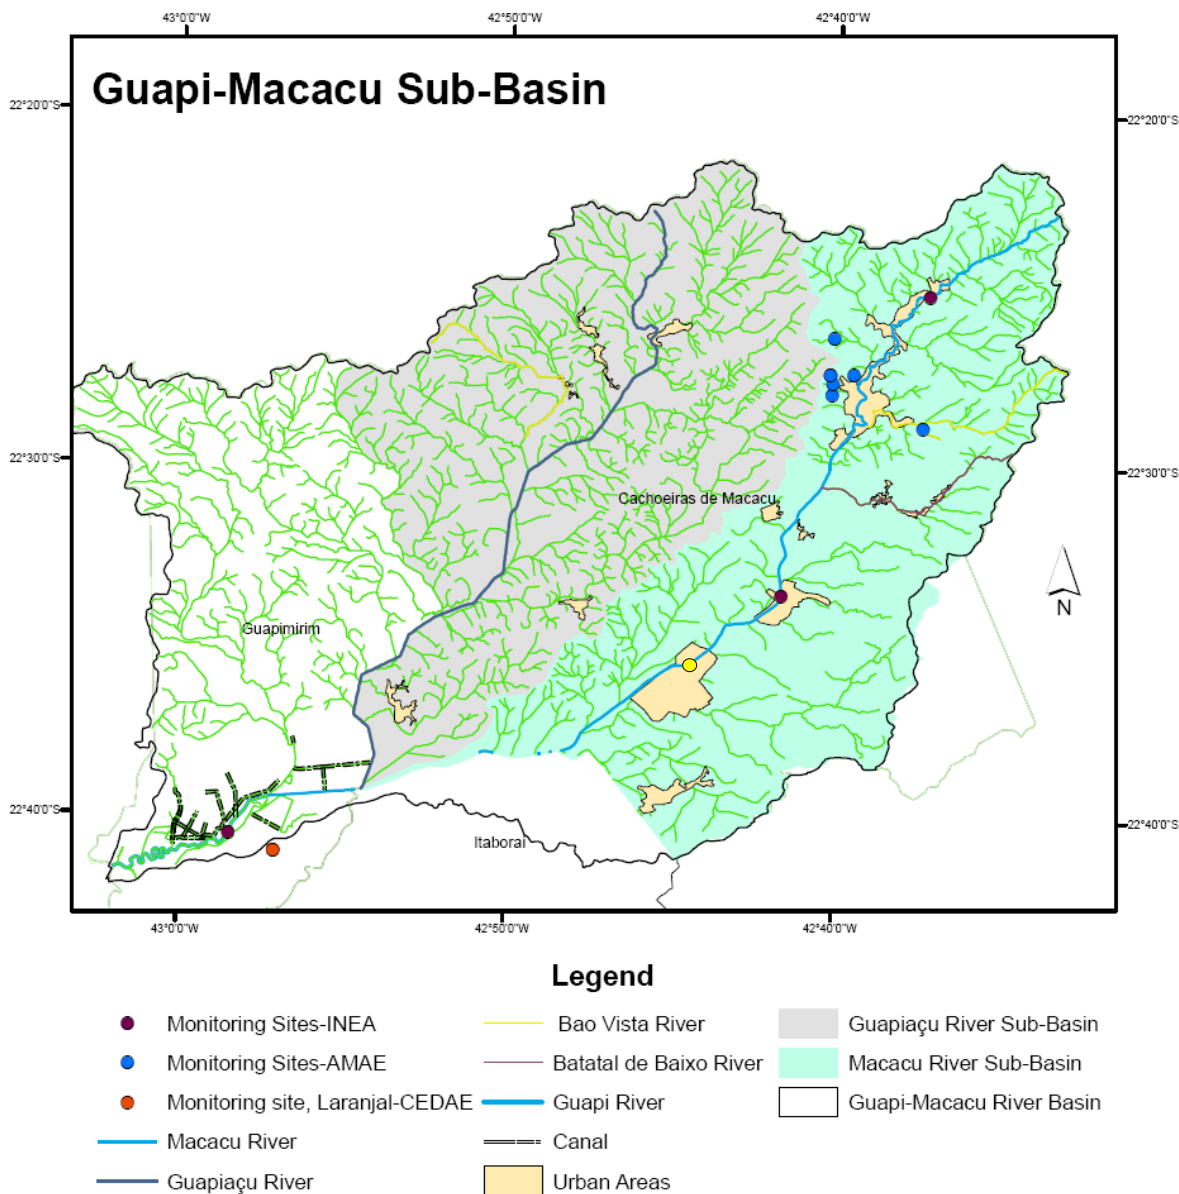 43°0'0"W 42°50'0"W 42°40'0"W
Guapi-Macacu Sub-Basin
22°20'0"S 22°20'0"S
22°30'0"S 22°30'0"S
Cachoeiras de Macacu
Guapimirim
N
22°40'0"S 22°40'0"S
Itaborai
43°0'0"W 42°50'0"W 42°40'0"W
Legend
Monitoring Sites-INEA
Monitoring Sites-AMAE
Monitoring site, Laranjal-CEDAE
Macacu River
Guapiaçu River
Bao Vista River
Batatal de Baixo River
Guapi River
Canal
Urban Areas
Guapiaçu River Sub-Basin
Macacu River Sub-Basin
Guapi-Macacu River Basin